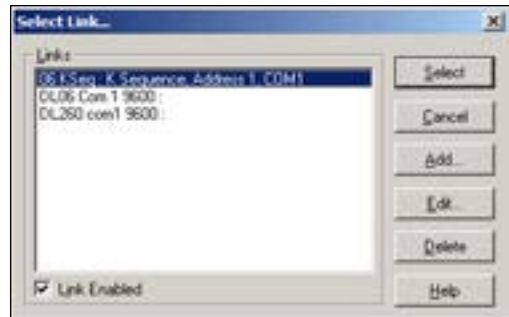 Select Link...
Links
06 KSeq : K Sequence, Address 1, COM1
DL06 Com 1 9600 :
DL260 com1 9600 :
Link Enabled
Select
Cancel
Add...
Edit...
Delete
Help